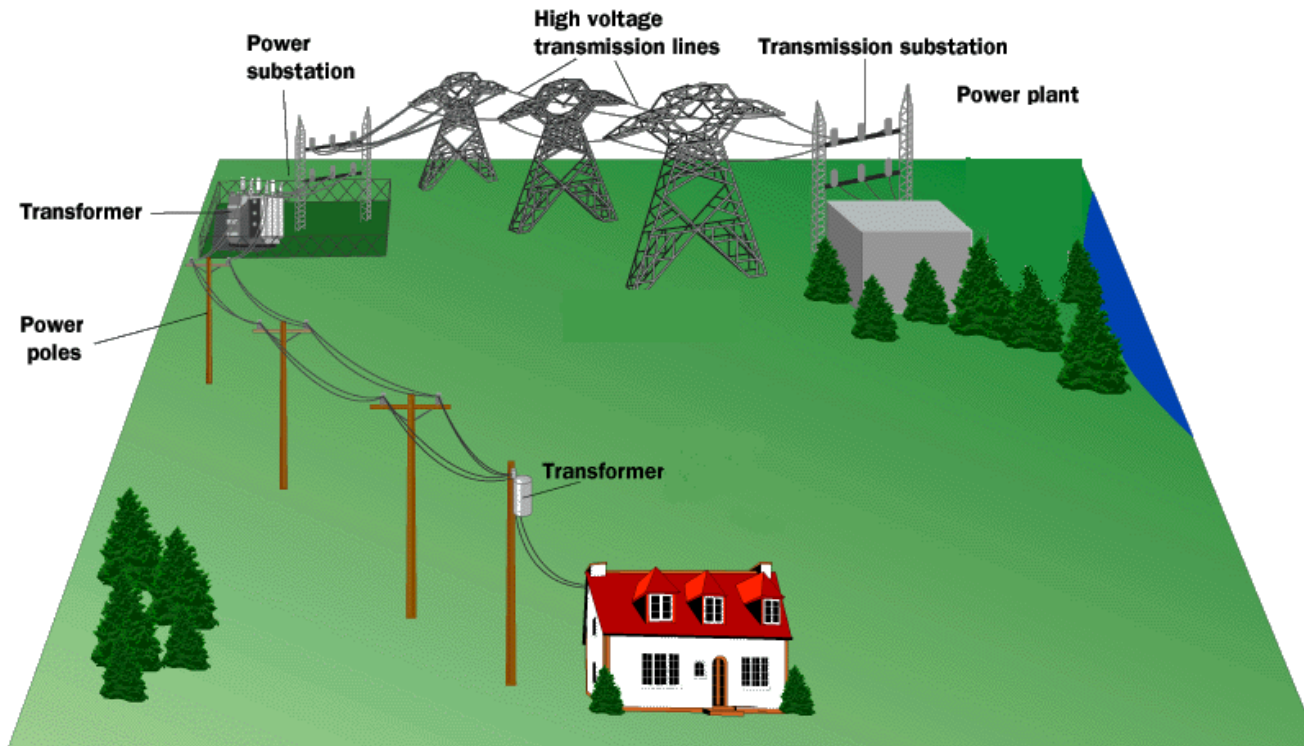 High voltage
transmission lines
Power
substation
Transmission substation
Power plant
Transformer
Power
poles
Transformer